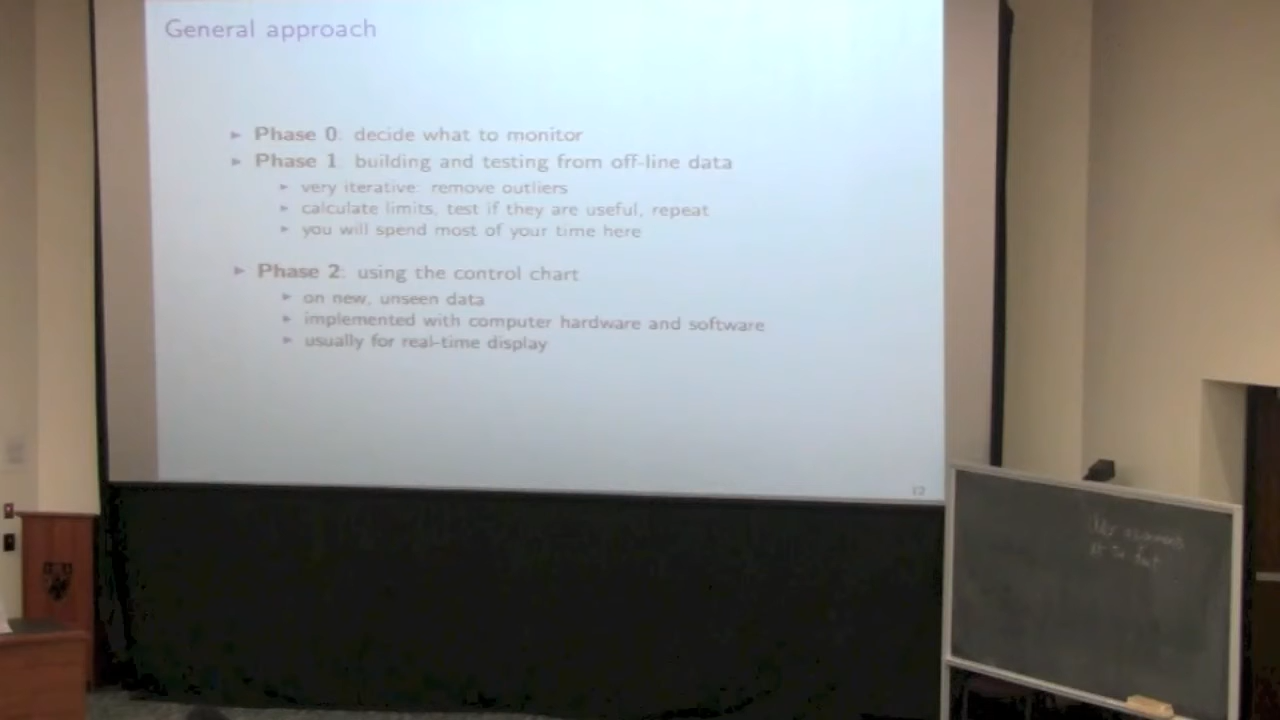 General approach
▶ Phase 0: decide what to monitor
▶ Phase 1: building and testing from off-line data
▶ very iterative: remove outliers
▶ calculate limits, test if they are useful, repeat
▶ you will spend most of your time here
▶ Phase 2: using the control chart
▶ on new, unseen data
▶ implemented with computer hardware and software
▶ usually for real-time display
12